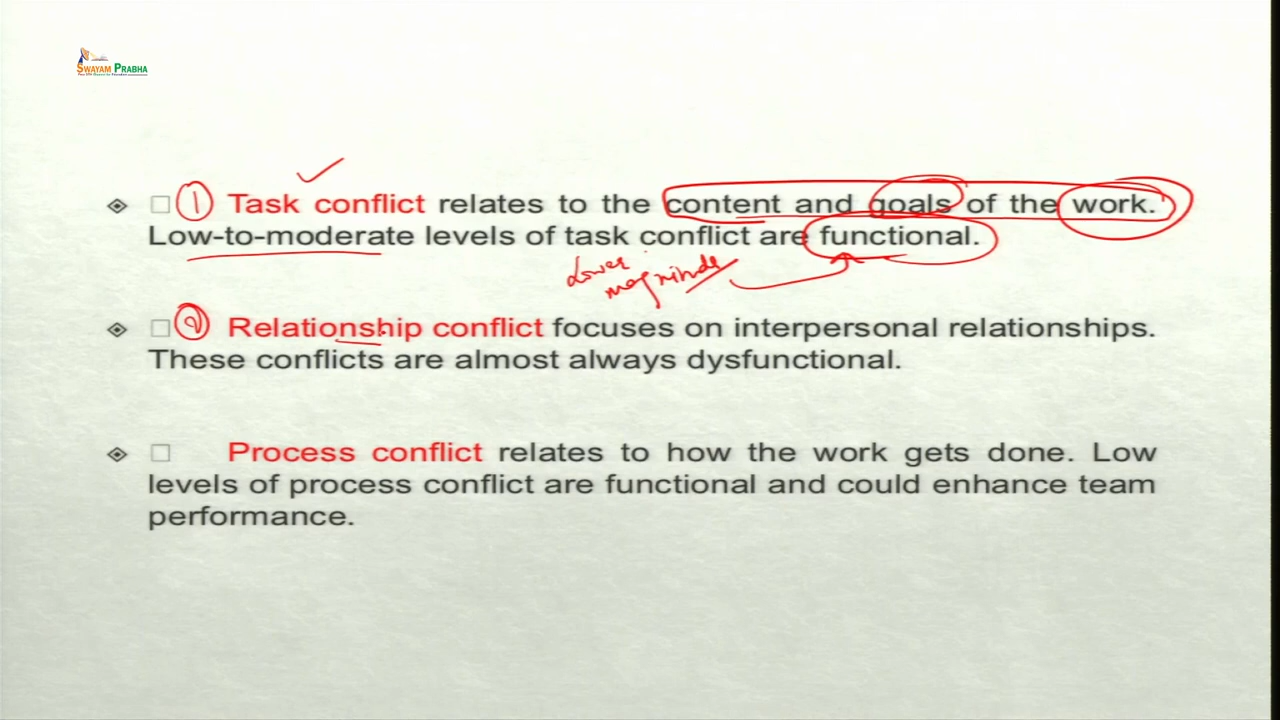 SWAYAM PRABHA
1 Task conflict relates to the content and goals of the work.
Low-to-moderate levels of task conflict are functional.
Lower
magnitude
2 Relationship conflict focuses on interpersonal relationships.
These conflicts are almost always dysfunctional.
Process conflict relates to how the work gets done. Low
levels of process conflict are functional and could enhance team
performance.